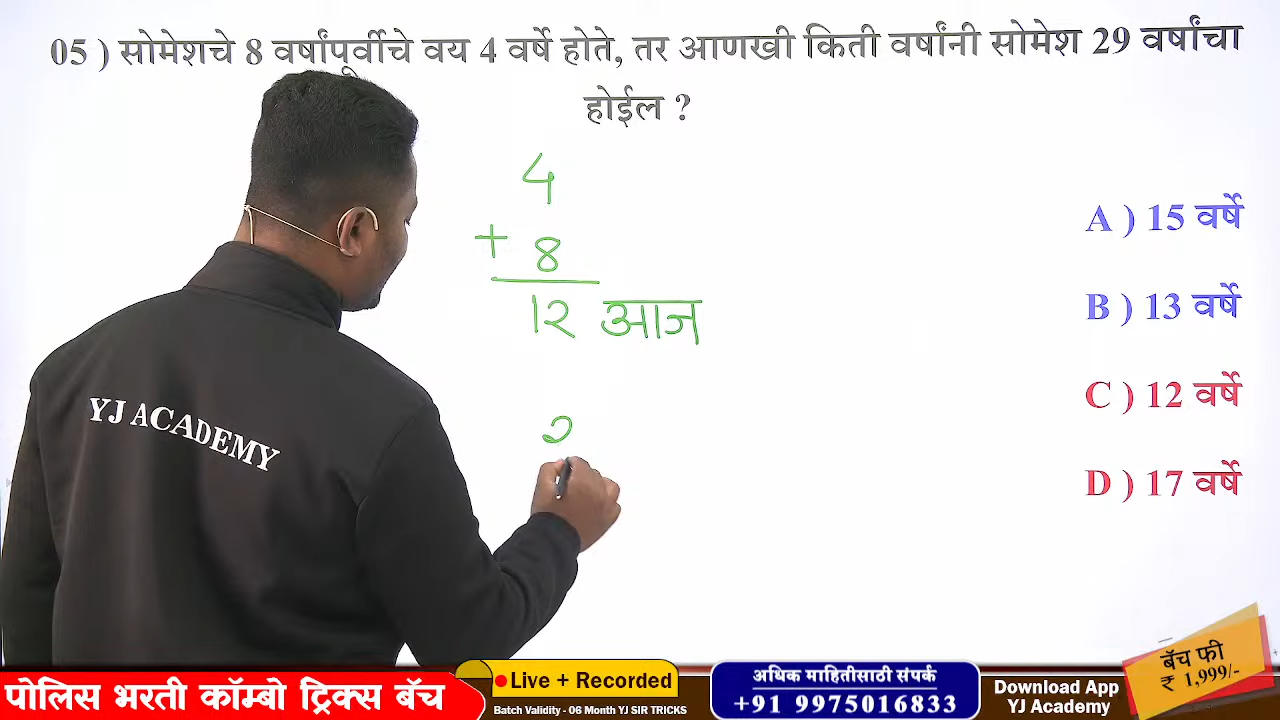 05 ) सोमेशचे 8 वर्षांपूर्वीचे वय 4 वर्षे होते, तर आणखी किती वर्षांनी सोमेश 29 वर्षांचा
होईल ?
4
+ 8
12 आज
2
A ) 15 वर्षे
B ) 13 वर्षे
C ) 12 वर्षे
D ) 17 वर्षे
YJ ACADEMY
बॅच फी
₹ 1,999/-
पोलिस भरती कॉम्बो ट्रिक्स बॅच
Live + Recorded
Batch Validity - 06 Month YJ SIR TRICKS
अधिक माहितीसाठी संपर्क
+91 9975016833
Download App
YJ Academy